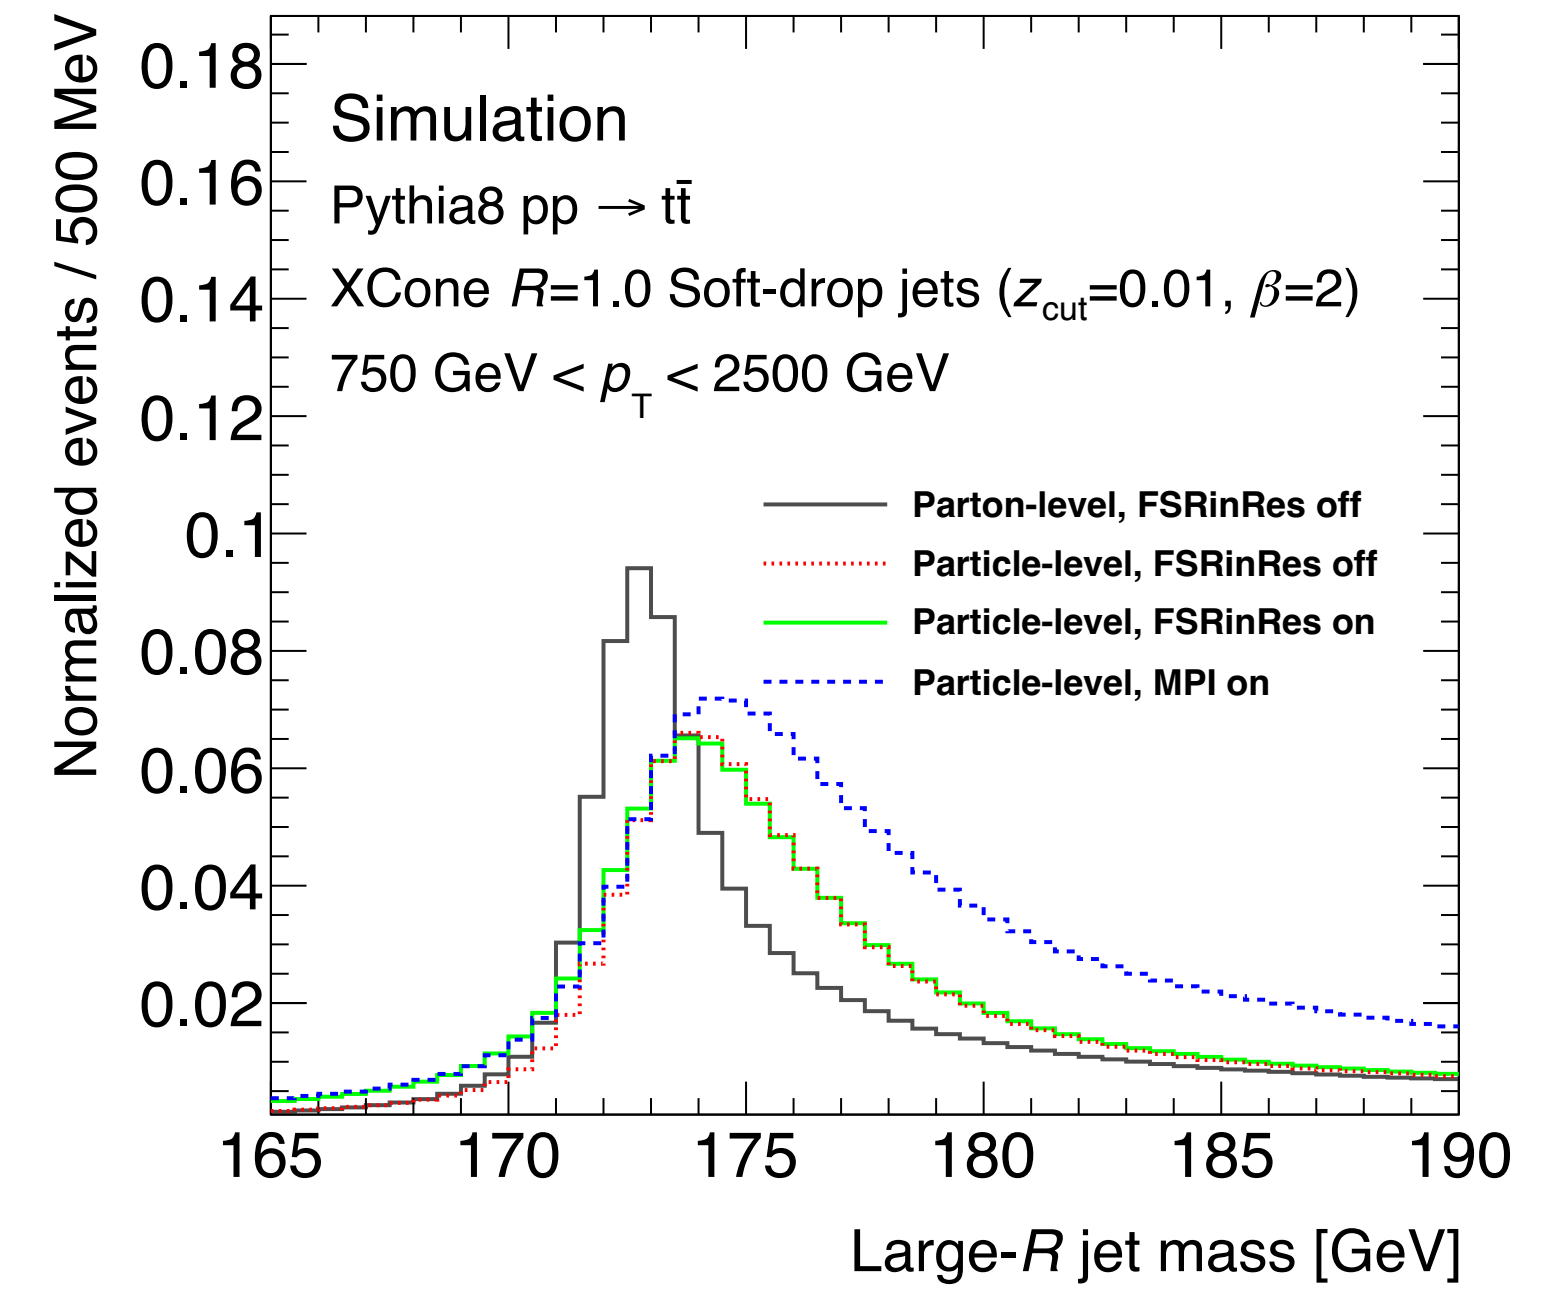 Normalized events / 500 MeV
0.18
0.16
0.14
0.12
0.1
0.08
0.06
0.04
0.02
Simulation
Pythia8 pp → tt̄
XCone R=1.0 Soft-drop jets (z_cut=0.01, β=2)
750 GeV < p_T < 2500 GeV
Parton-level, FSRinRes off
Particle-level, FSRinRes off
Particle-level, FSRinRes on
Particle-level, MPI on
165 170 175 180 185 190
Large-R jet mass [GeV]